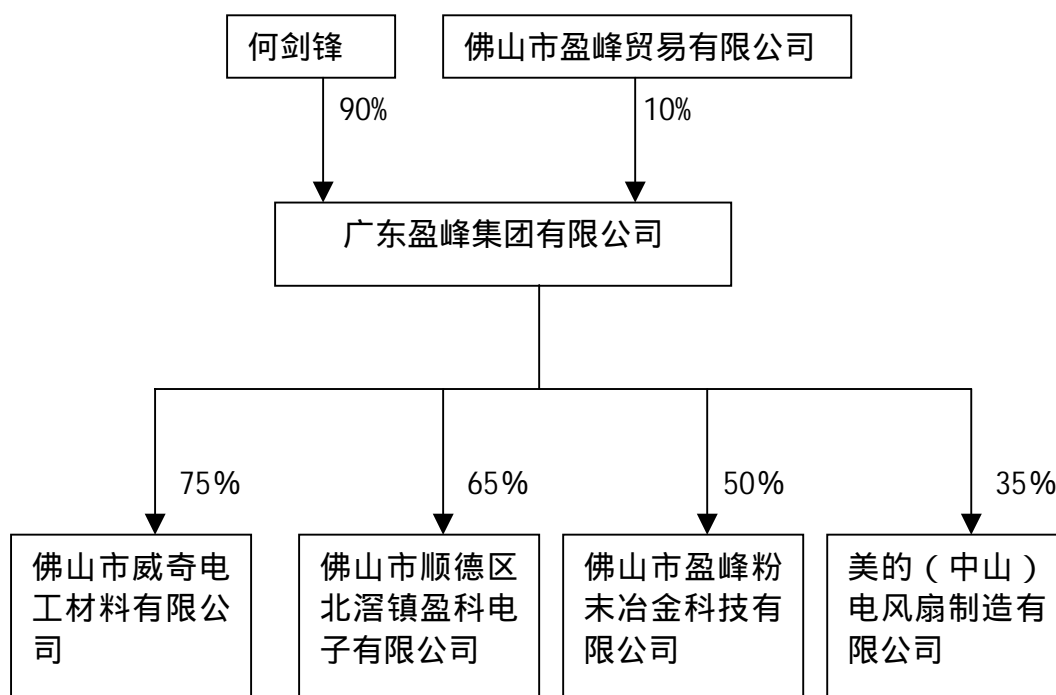 何剑锋
佛山市盈峰贸易有限公司
90%
10%
广东盈峰集团有限公司
75%
65%
50%
35%
佛山市威奇电
工材料有限公
司
佛山市顺德区
北滘镇盈科电
子有限公司
佛山市盈峰粉
末冶金科技有
限公司
美的（中山）
电风扇制造有
限公司